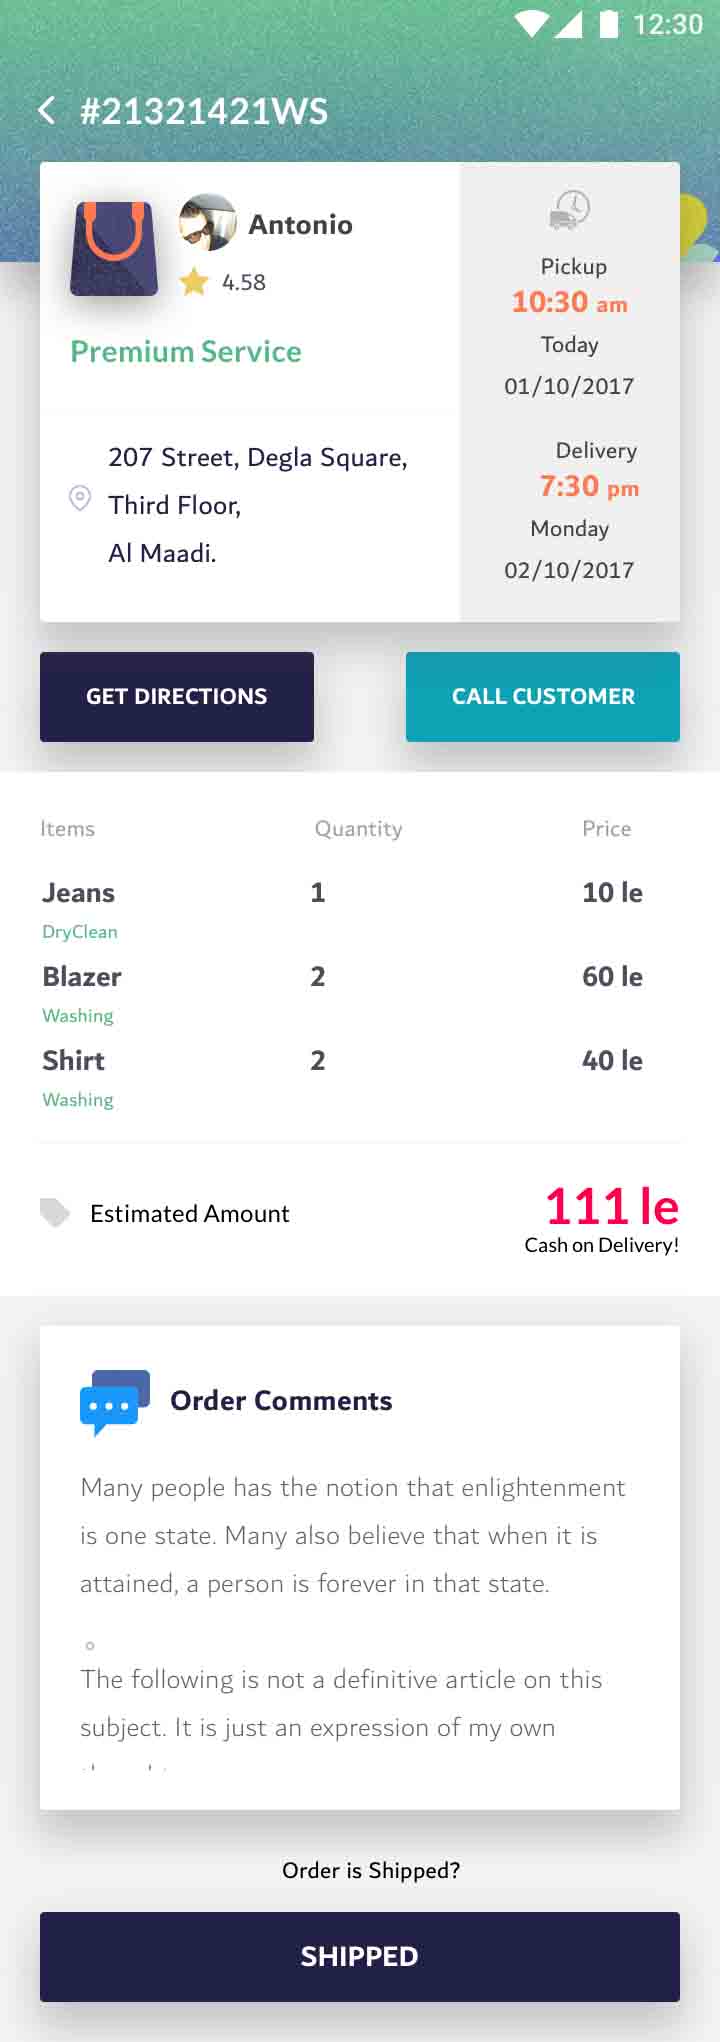 12:30
#21321421WS
Antonio
4.58
Premium Service
207 Street, Degla Square,
Third Floor,
Al Maadi.
Pickup
10:30 am
Today
01/10/2017
Delivery
7:30 pm
Monday
02/10/2017
GET DIRECTIONS
CALL CUSTOMER
Items Quantity Price
Jeans 1 10 le
DryClean
Blazer 2 60 le
Washing
Shirt 2 40 le
Washing
Estimated Amount
111 le
Cash on Delivery!
Order Comments
Many people has the notion that enlightenment
is one state. Many also believe that when it is
attained, a person is forever in that state.
The following is not a definitive article on this
subject. It is just an expression of my own
Order is Shipped?
SHIPPED